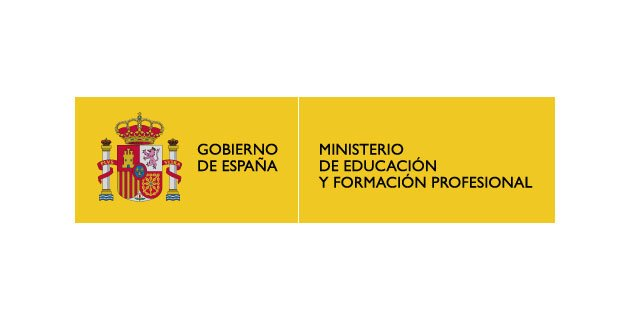 GOBIERNO
DE ESPAÑA
MINISTERIO
DE EDUCACIÓN
Y FORMACIÓN PROFESIONAL